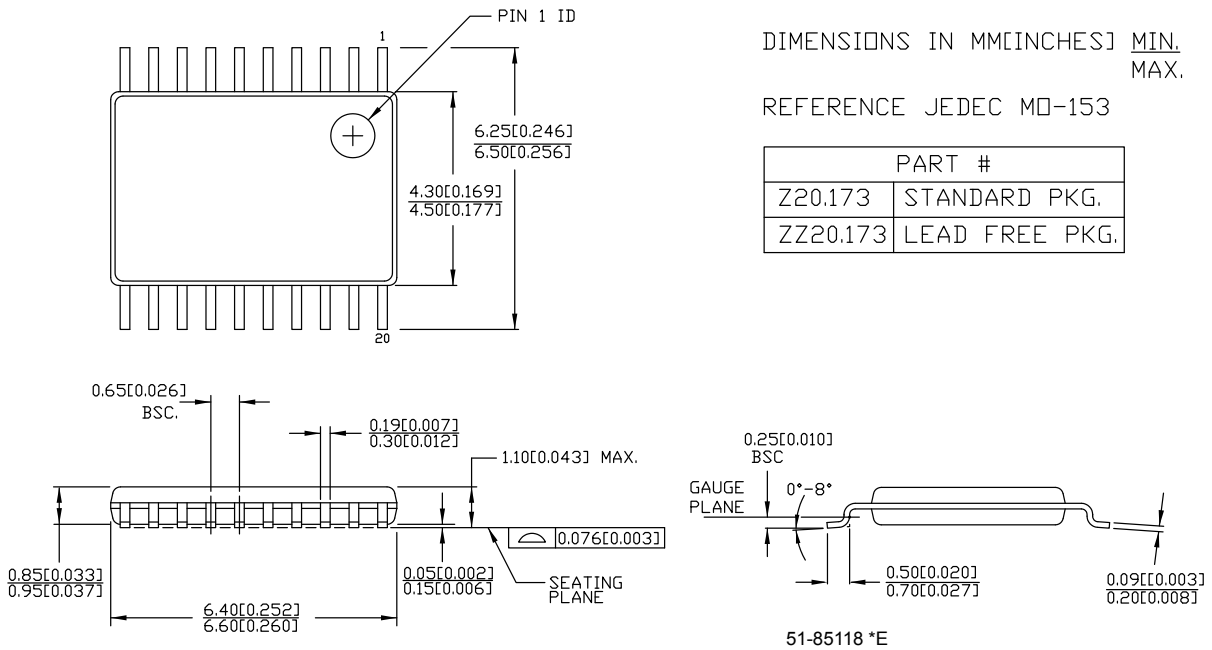 PIN 1 ID
1
DIMENSIONS IN MM[INCHES] MIN.
MAX.
REFERENCE JEDEC MO-153
PART #
Z20.173 STANDARD PKG.
ZZ20.173 LEAD FREE PKG.
6.25[0.246]
6.50[0.256]
4.30[0.169]
4.50[0.177]
20
0.65[0.026]
BSC.
0.19[0.007]
0.30[0.012]
1.10[0.043] MAX.
0.076[0.003]
0.85[0.033]
0.95[0.037]
0.05[0.002]
0.15[0.006]
SEATING
PLANE
6.40[0.252]
6.60[0.260]
0.25[0.010]
BSC
GAUGE
PLANE
0°-8°
0.50[0.020]
0.70[0.027]
0.09[[0.003]
0.20[0.008]
51-85118 *E